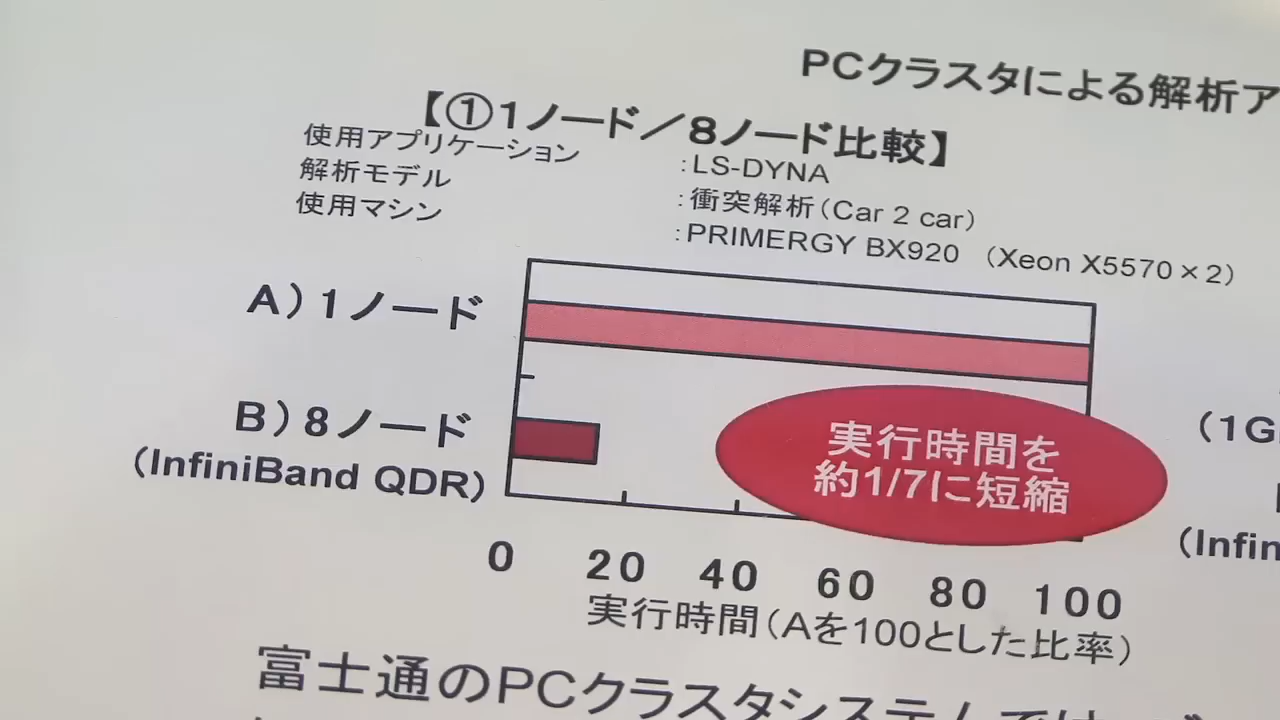 PCクラスタによる解析ア
【①1ノード／8ノード比較】
使用アプリケーション :LS-DYNA
解析モデル :衝突解析（Car 2 car）
使用マシン :PRIMERGY BX920 （Xeon X5570×2）
A）1ノード
B）8ノード
（InfiniBand QDR）
実行時間を
約1/7に短縮
（1G
（Infin
0 20 40 60 80 100
実行時間（Aを100とした比率）
富士通のPCクラスタシステムでは